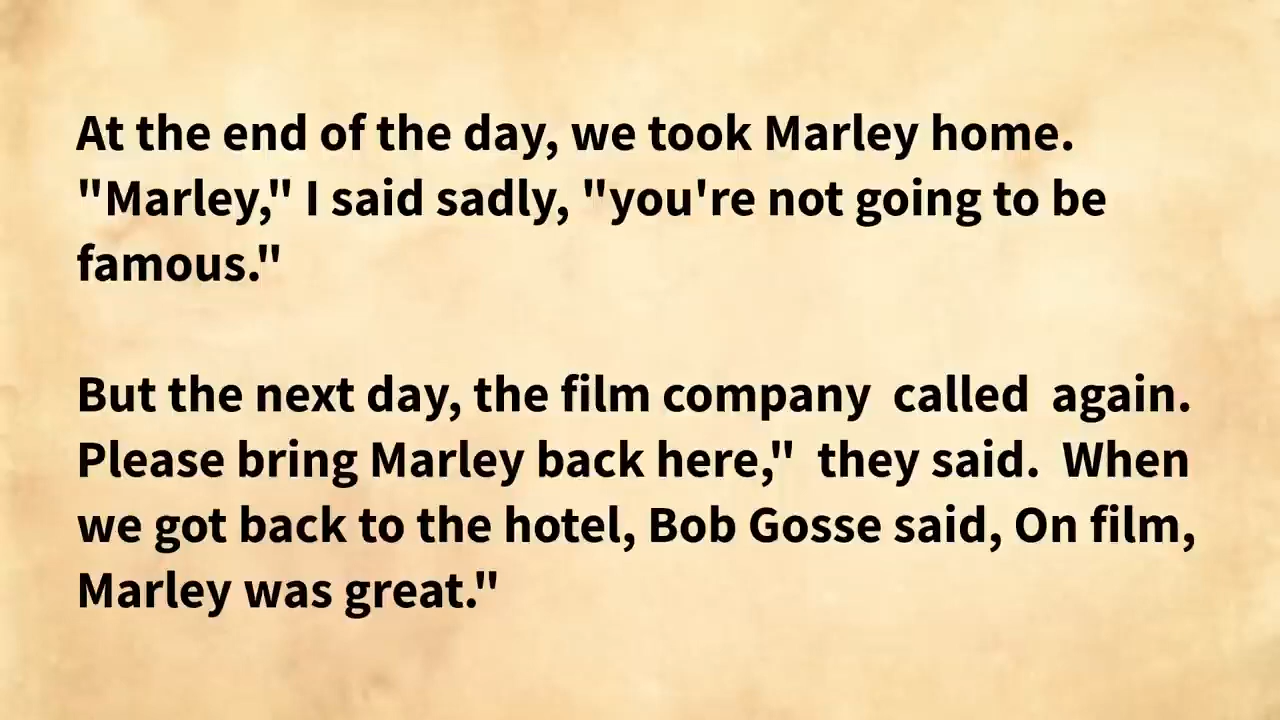 At the end of the day, we took Marley home.
"Marley," I said sadly, "you're not going to be
famous."
But the next day, the film company  called  again.
Please bring Marley back here,"  they said.  When
we got back to the hotel, Bob Gosse said, On film,
Marley was great."